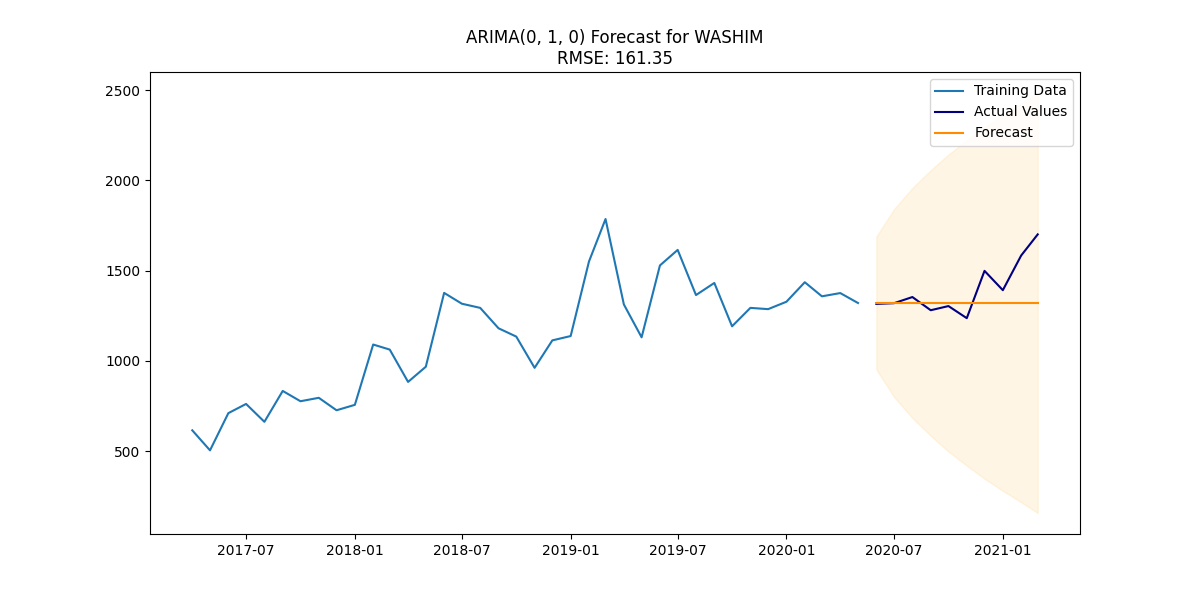 ARIMA(0, 1, 0) Forecast for WASHIM
RMSE: 161.35
Training Data
Actual Values
Forecast
2500
2000
1500
1000
500
2017-07 2018-01 2018-07 2019-01 2019-07 2020-01 2020-07 2021-01